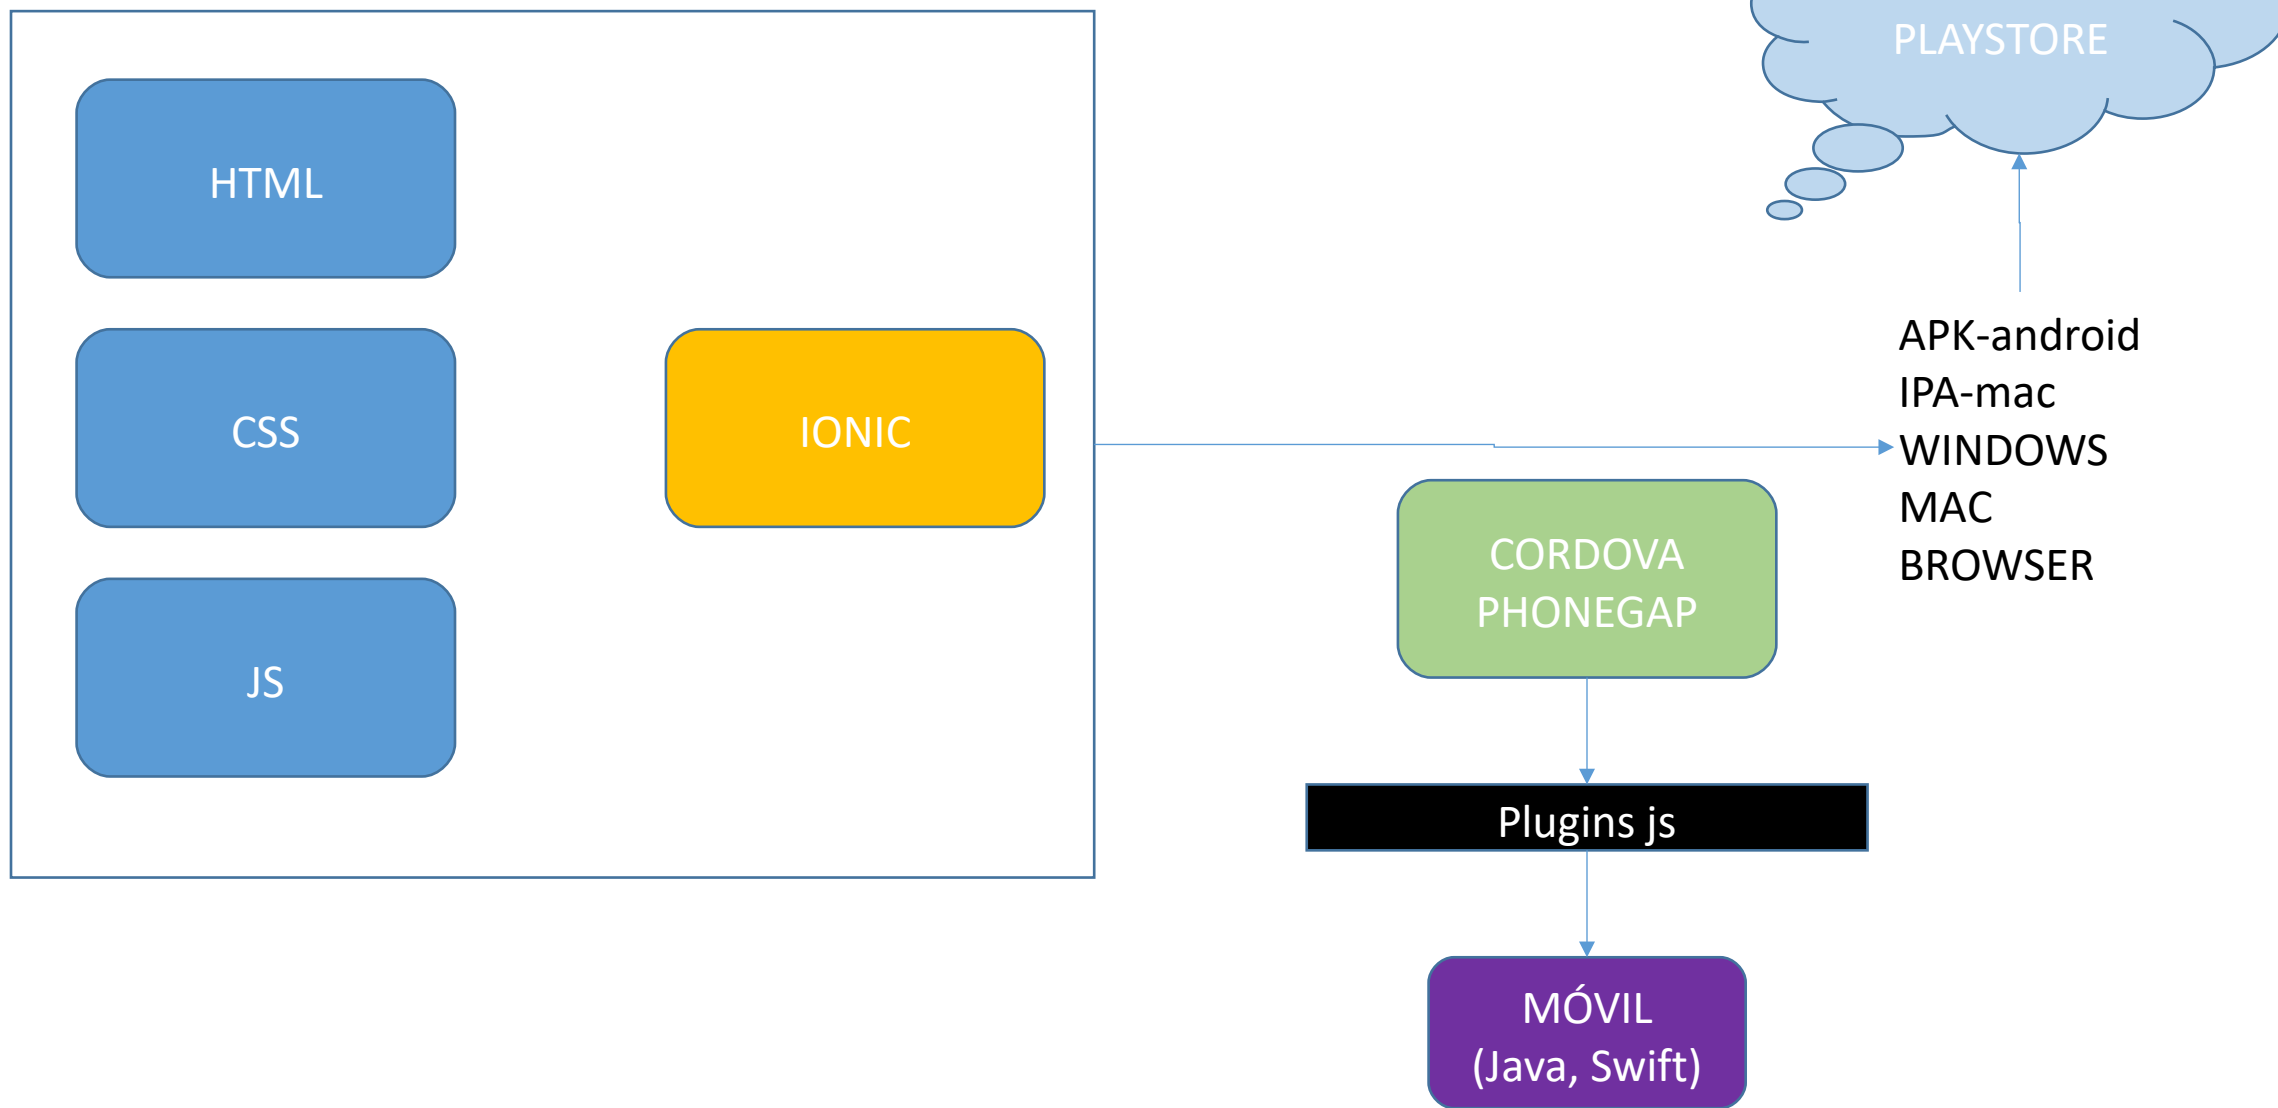 PLAYSTORE
HTML
CSS
IONIC
JS
APK-android
IPA-mac
WINDOWS
MAC
BROWSER
CORDOVA
PHONEGAP
Plugins js
MÓVIL
(Java, Swift)